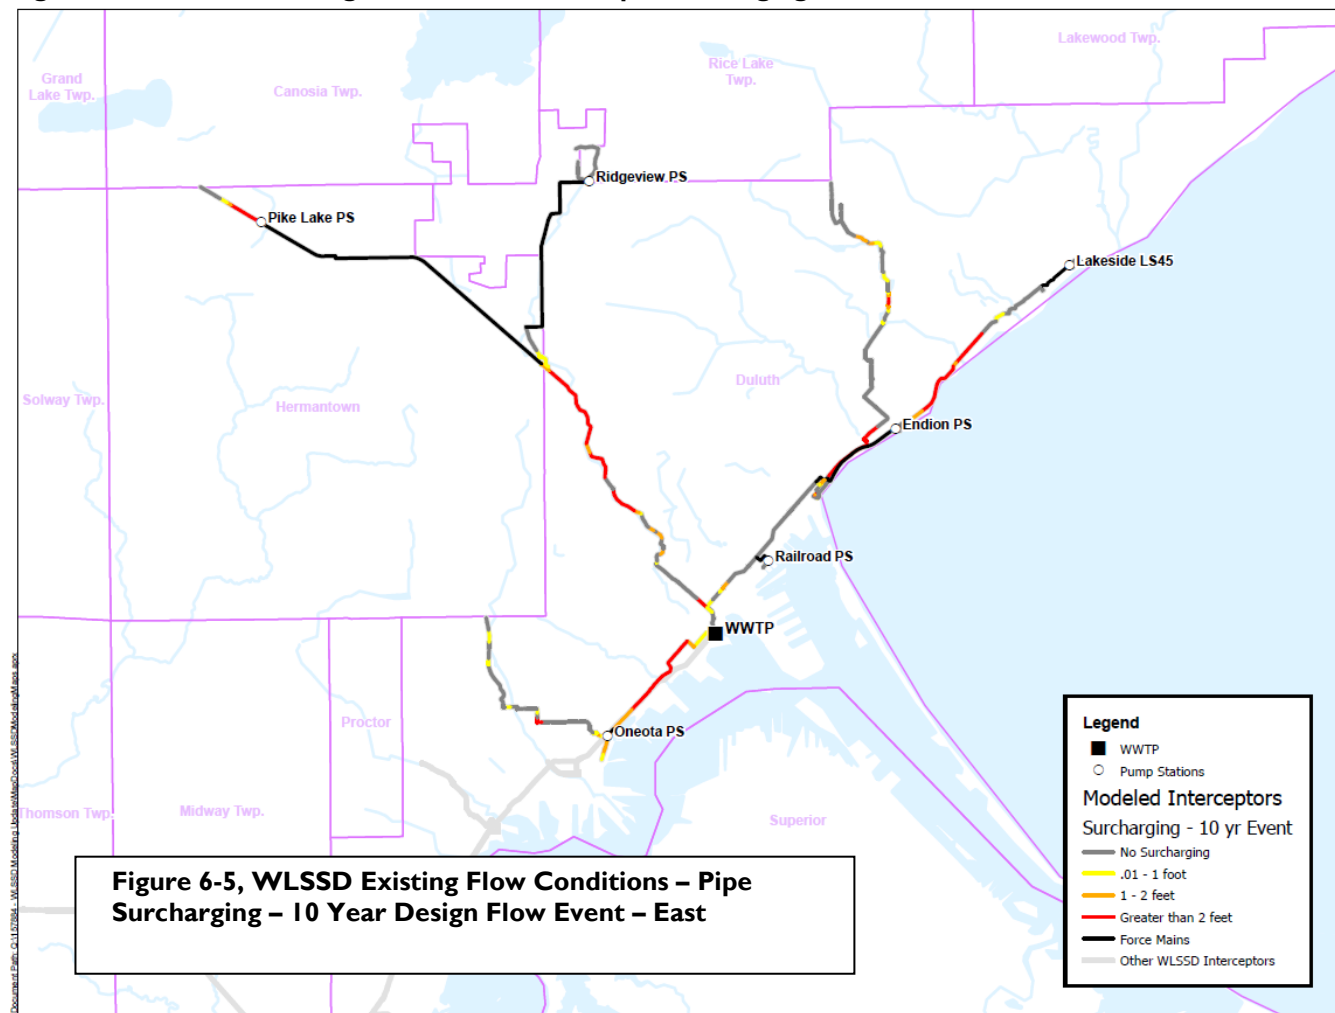 Lakewood Twp.
Rice Lake
Twp.
Grand
Lake Twp.
Canosia Twp.
Ridgeview PS
Pike Lake PS
Lakeside LS45
Duluth
Solway Twp.
Hermantown
Endion PS
Railroad PS
WWTP
Proctor
Oneota PS
Thomson Twp.
Midway Twp.
Superior
Legend
WWTP
Pump Stations
Modeled Interceptors
Surcharging - 10 yr Event
No Surcharging
.01 - 1 foot
1 - 2 feet
Greater than 2 feet
Force Mains
Other WLSSD Interceptors
Figure 6-5, WLSSD Existing Flow Conditions – Pipe
Surcharging – 10 Year Design Flow Event – East